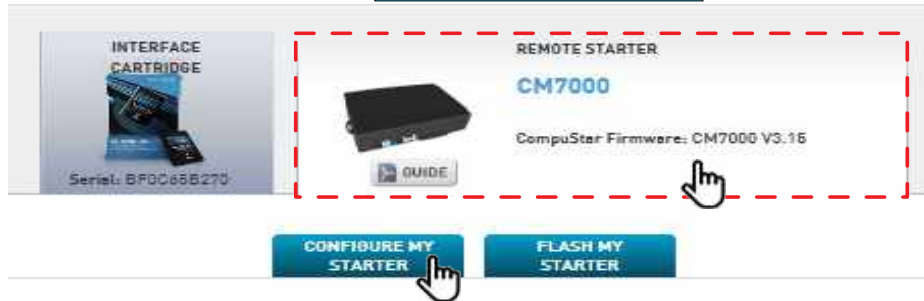 INTERFACE
CARTRIDGE
REMOTE STARTER
CM7000
CompuStar Firmware: CM7000 V3.15
GUIDE
Serial: BF0C65B270
CONFIGURE MY
STARTER
FLASH MY
STARTER